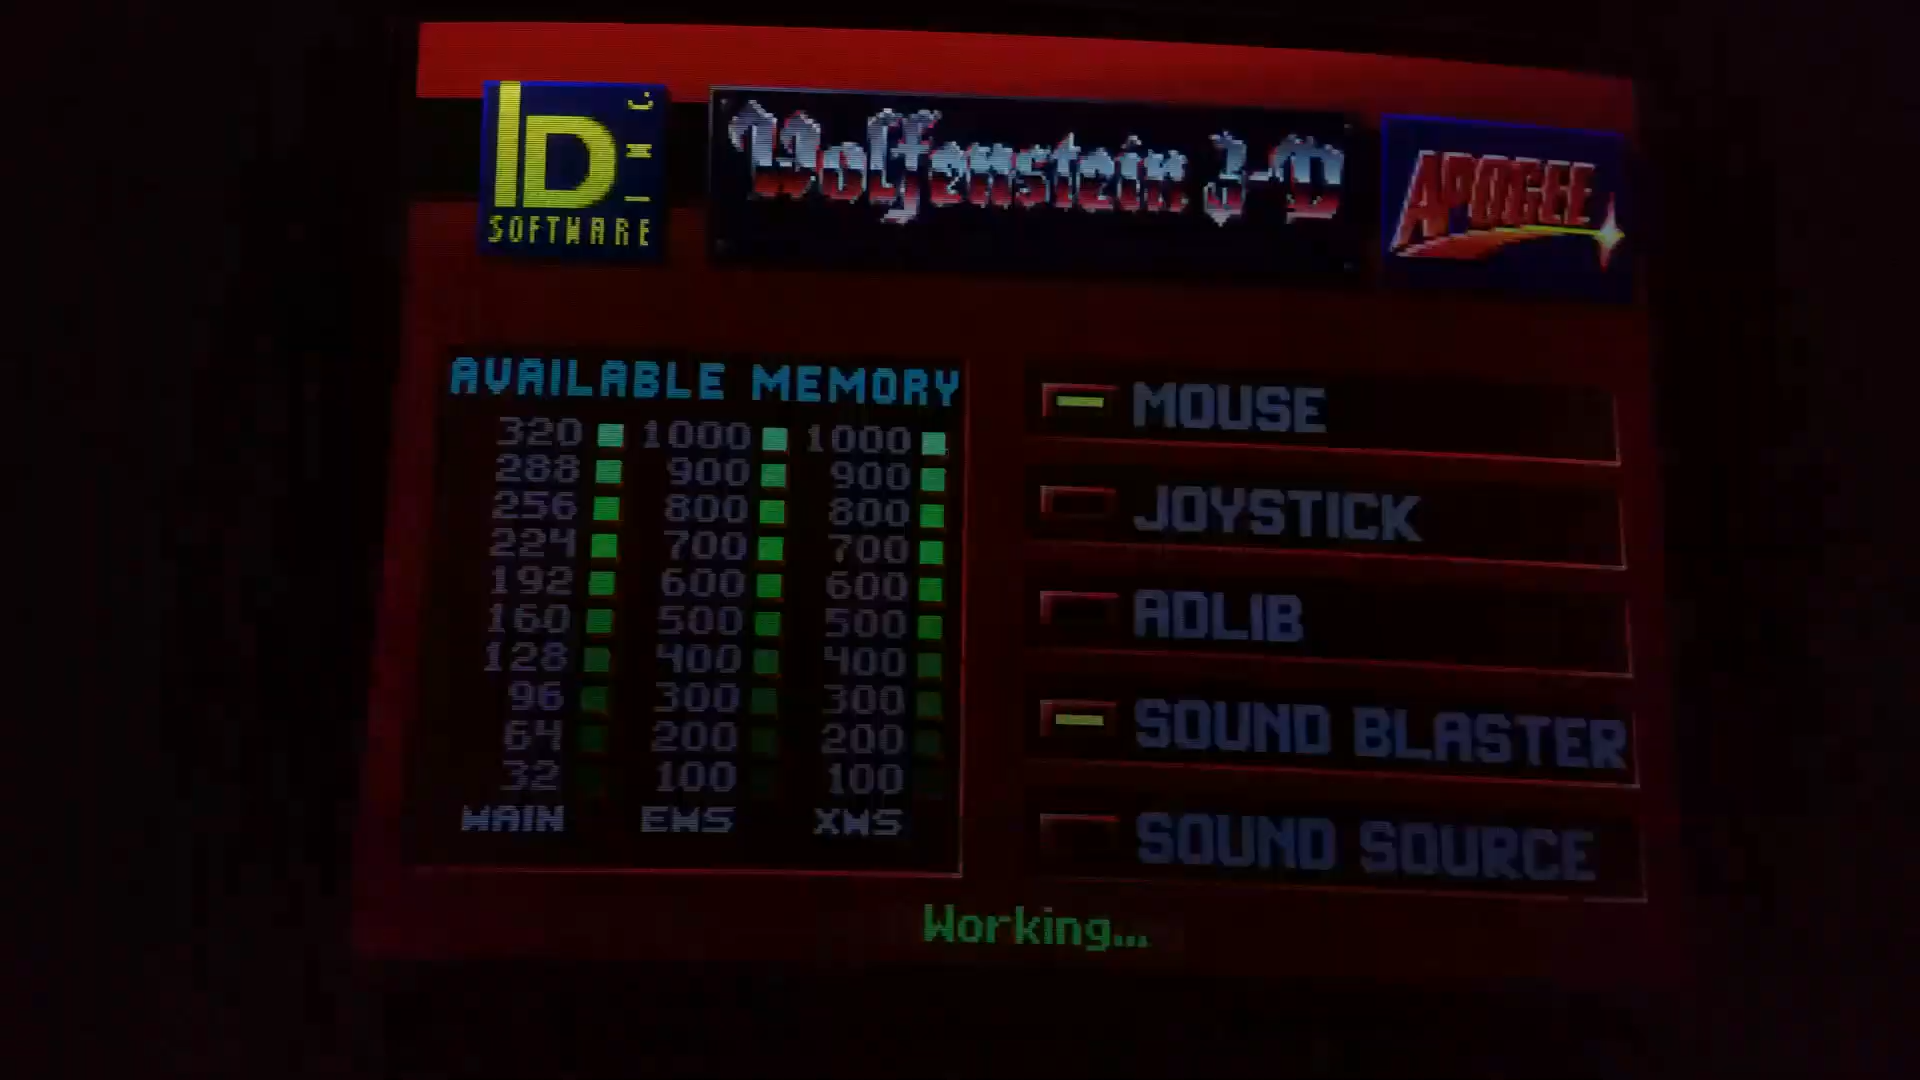 ID
INC
SOFTWARE
Wolfenstein 3-D
APOGEE
AVAILABLE MEMORY
320 1000 1000
288 900 900
256 800 800
224 700 700
192 600 600
160 500 500
128 400 400
96 300 300
64 200 200
32 100 100
MAIN EMS XMS
MOUSE
JOYSTICK
ADLIB
SOUND BLASTER
SOUND SOURCE
Working...